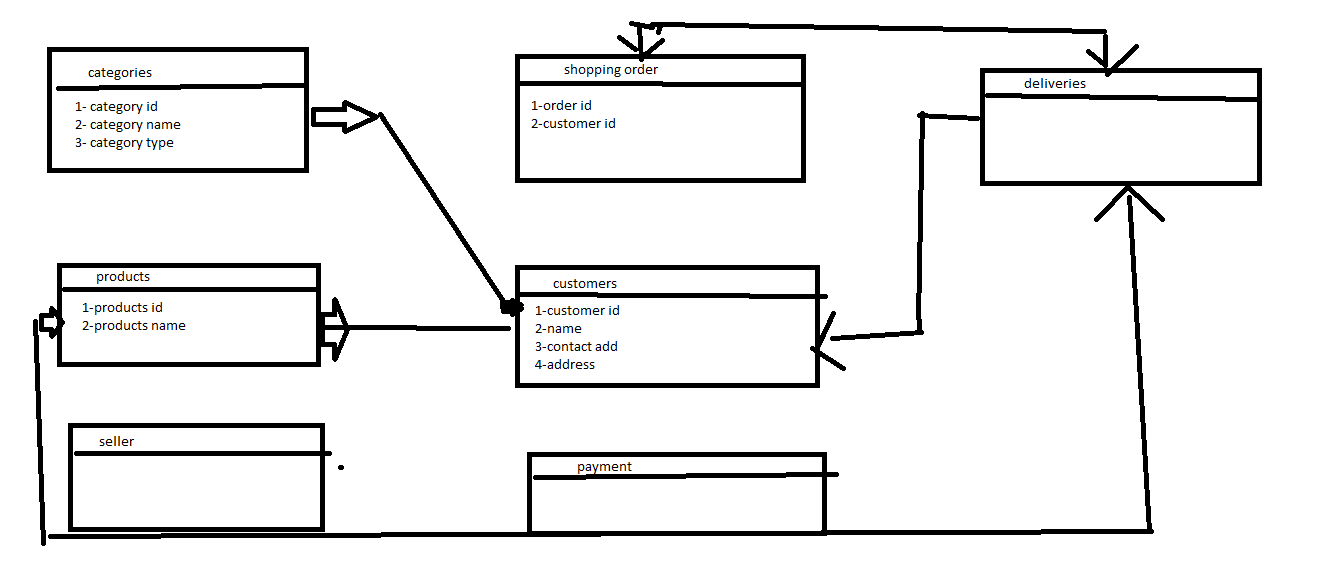 categories
1- category id
2- category name
3- category type
shopping order
1-order id
2-customer id
deliveries
products
1-products id
2-products name
customers
1-customer id
2-name
3-contact add
4-address
seller
payment